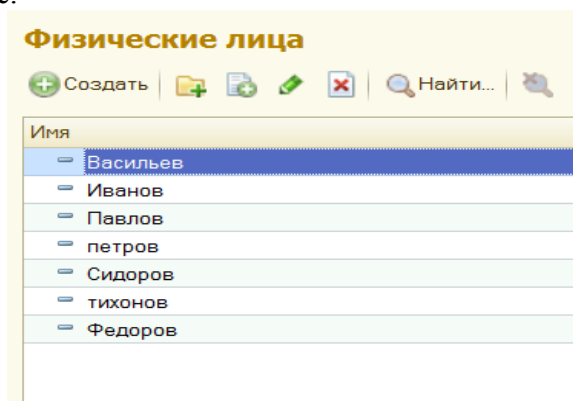 е.
Физические лица
Создать Найти...
Имя
Васильев
Иванов
Павлов
петров
Сидоров
тихонов
Федоров